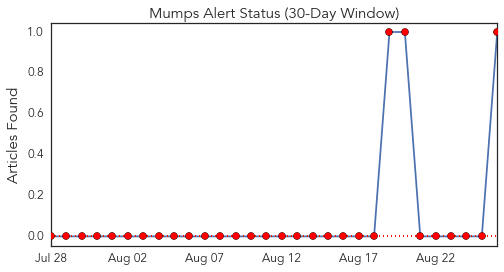 Mumps Alert Status (30-Day Window)
Articles Found
1.0
0.8
0.6
0.4
0.2
0.0
Jul 28 Aug 02 Aug 07 Aug 12 Aug 17 Aug 22